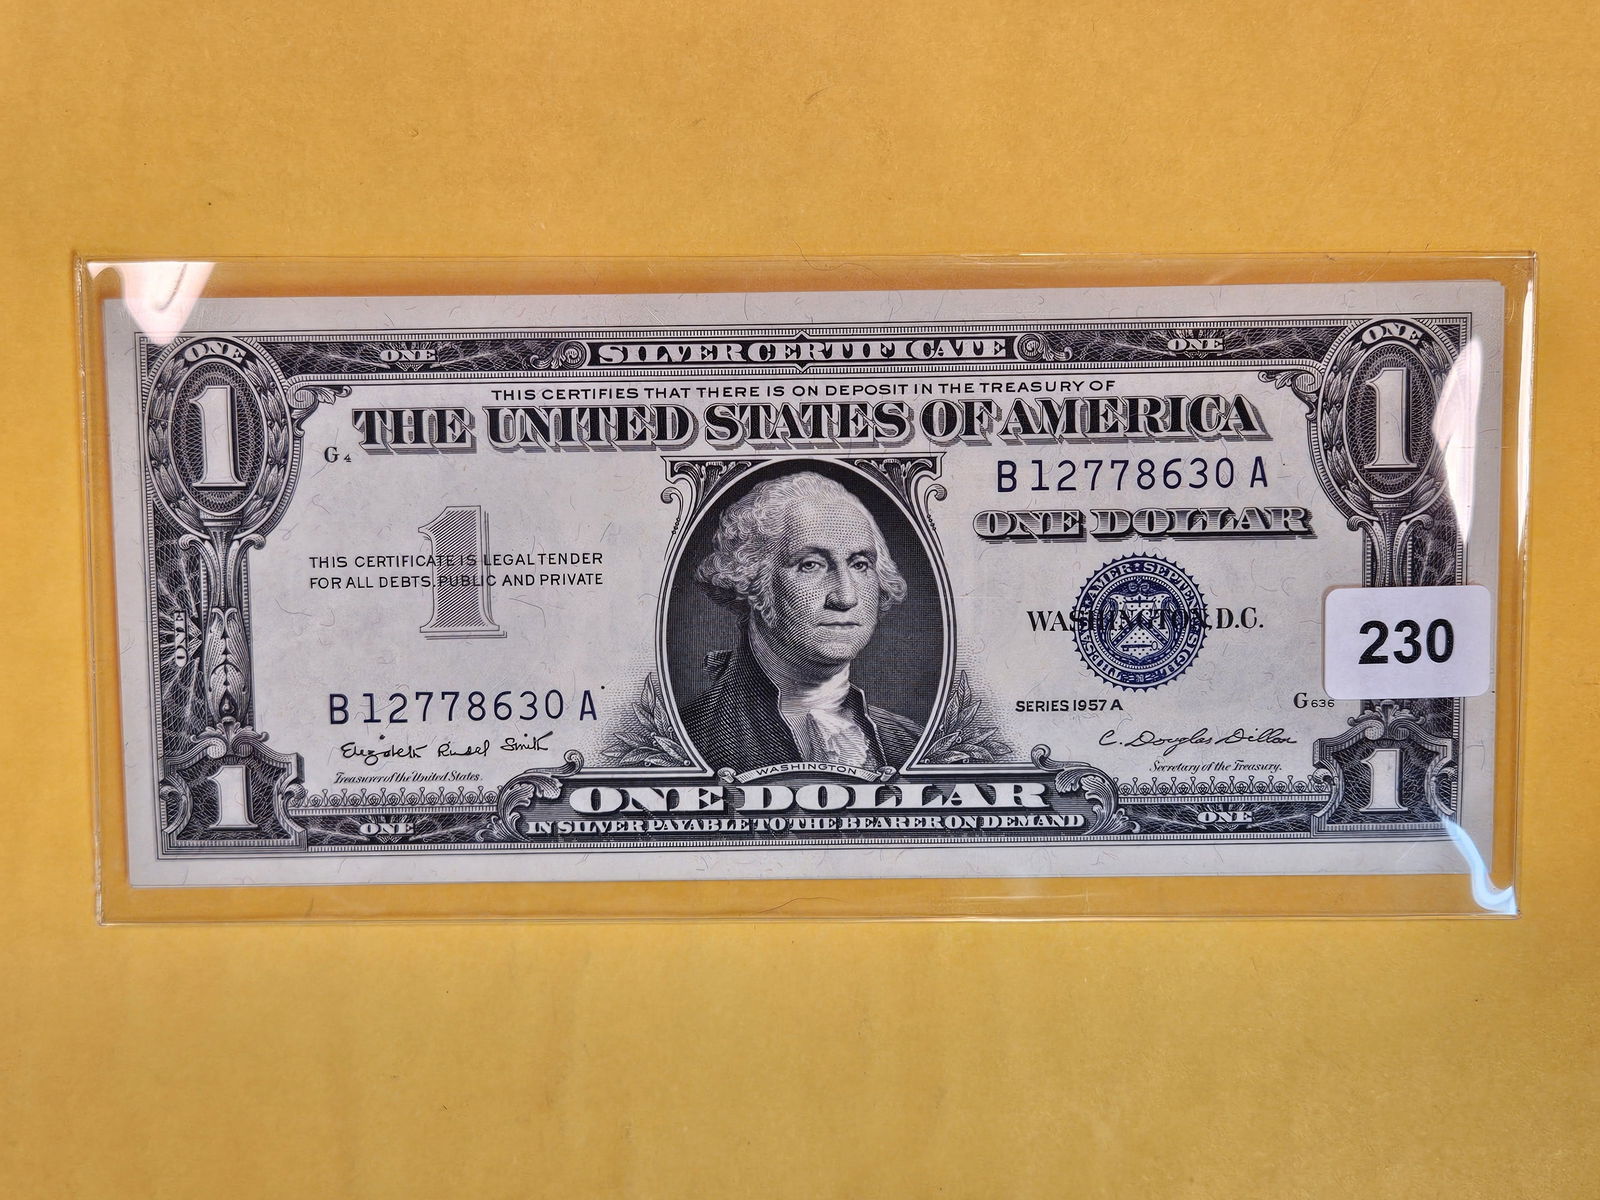 ONE ONE SILVER CERTIFICATE ONE ONE
1 1
THIS CERTIFIES THAT THERE IS ON DEPOSIT IN THE TREASURY OF
THE UNITED STATES OF AMERICA
G4
B 12778630 A
ONE DOLLAR
1
THIS CERTIFICATE IS LEGAL TENDER
FOR ALL DEBTS, PUBLIC AND PRIVATE
WASHINGTON, D.C.
ONE
230
B 12778630 A
SERIES 1957 A
G636
Elizabeth Rudel Smith
C. Douglas Dillon
Treasurer of the United States.
Secretary of the Treasury.
WASHINGTON
1 1
ONE DOLLAR
ONE ONE
IN SILVER PAYABLE TO THE BEARER ON DEMAND